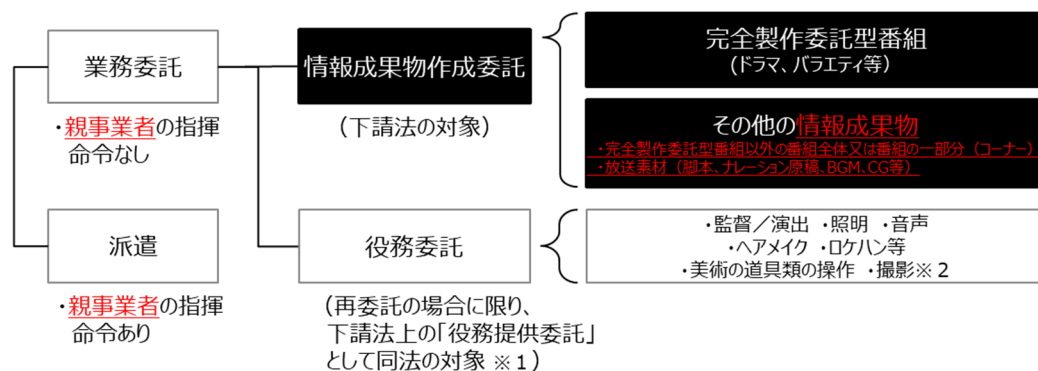 業務委託
・親事業者の指揮
命令なし
派遣
・親事業者の指揮
命令あり
情報成果物作成委託
(下請法の対象)
役務委託
(再委託の場合に限り、
下請法上の「役務提供委託」
として同法の対象 ※1)
完全製作委託型番組
(ドラマ、バラエティ等)
その他の情報成果物
・完全製作委託型番組以外の番組全体又は番組の一部分（コーナー）
・放送素材（脚本、ナレーション原稿、BGM、CG等）
・監督／演出 ・照明 ・音声
・ヘアメイク ・ロケハン等
・美術の道具類の操作 ・撮影※2